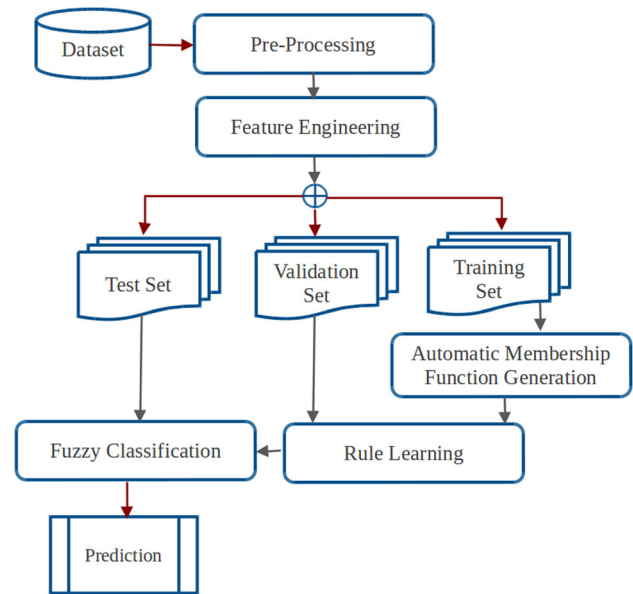 Dataset
Pre-Processing
Feature Engineering
Test Set
Validation
Set
Training
Set
Automatic Membership
Function Generation
Fuzzy Classification
Rule Learning
Prediction